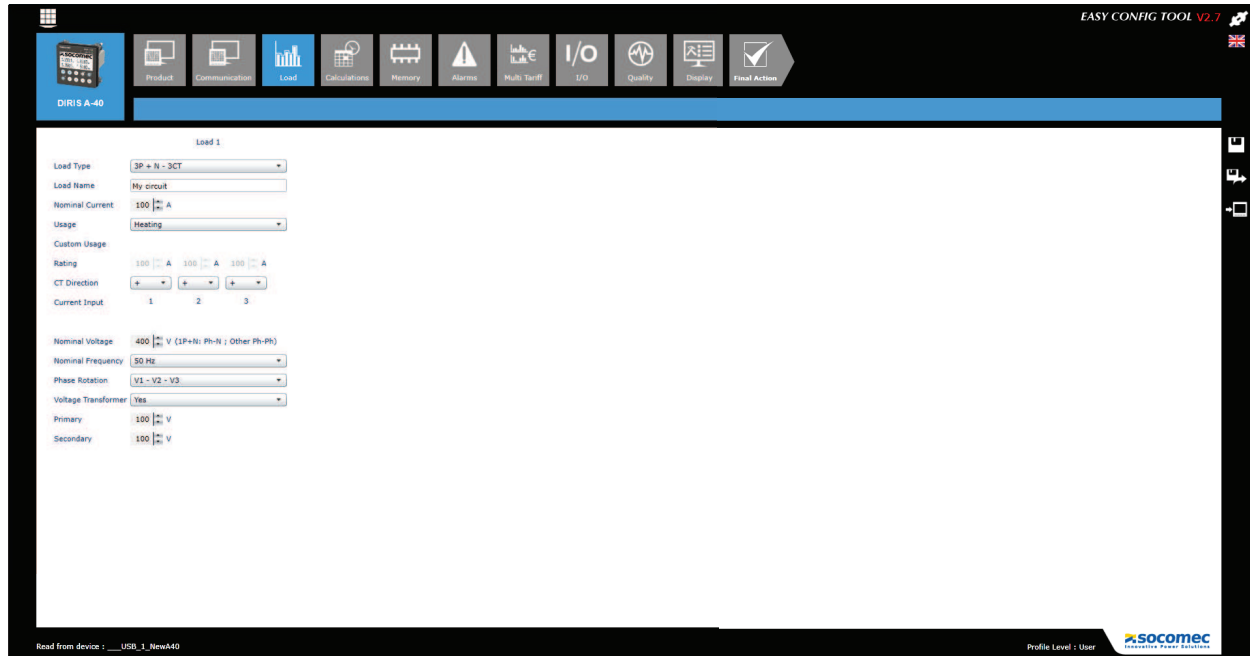 EASY CONFIG TOOL V2.7
Product
Communication
Load
Calculations
Memory
Alarms
Multi Tariff
I/O
I/O
Quality
Display
Final Action
DIRIS A-40
Load 1
Load Type 3P + N - 3CT
Load Name My circuit
Nominal Current 100 A
Usage Heating
Custom Usage
Rating 100 A 100 A 100 A
CT Direction + + +
Current Input 1 2 3
Nominal Voltage 400 V (1P+N: Ph-N ; Other Ph-Ph)
Nominal Frequency 50 Hz
Phase Rotation V1 - V2 - V3
Voltage Transformer Yes
Primary 100 V
Secondary 100 V
Read from device : ___USB_1_NewA40
Profile Level : User
socomec
Innovative Power Solutions